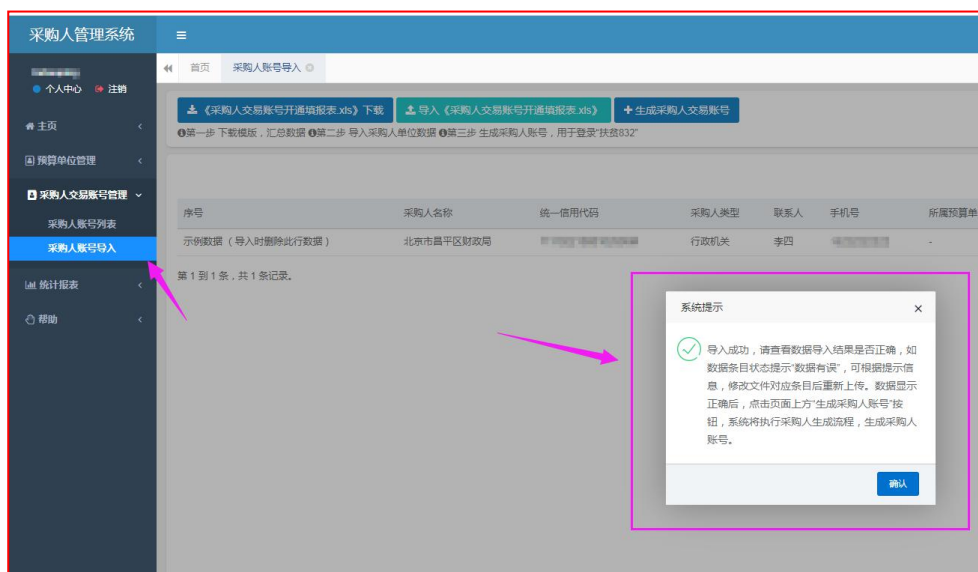 采购人管理系统
个人中心 注销
主页
预算单位管理
采购人交易账号管理
采购人账号列表
采购人账号导入
统计报表
帮助
首页 采购人账号导入
《采购人交易账号开通填报表.xls》下载 导入《采购人交易账号开通填报表.xls》 +生成采购人交易账号
第一步 下载模版，汇总数据 第二步 导入采购人单位数据 第三步 生成采购人账号，用于登录“扶贫832”
序号 采购人名称 统一信用代码 采购人类型 联系人 手机号 所属预算单
示例数据（导入时删除此行数据） 北京市昌平区财政局 行政机关 李四 -
第 1 到 1 条，共 1 条记录。
系统提示 ×
导入成功，请查看数据导入结果是否正确，如
数据条目状态提示“数据有误”，可根据提示信
息，修改文件对应条目后重新上传。数据显示
正确后，点击页面上方“生成采购人账号”按
钮，系统将执行采购人生成流程，生成采购人
账号。
确认